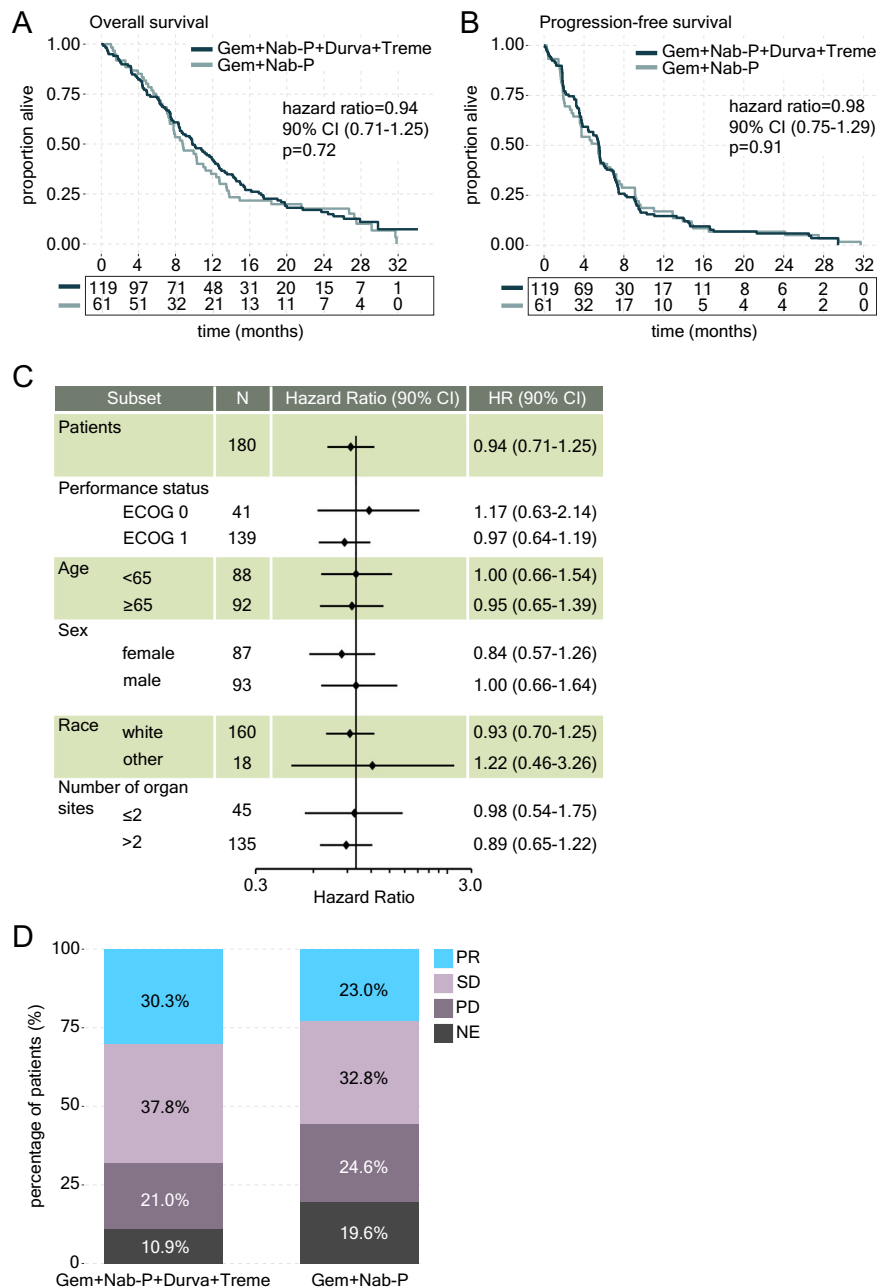 A
Overall survival
1.00
0.75
0.50
0.25
0.00
proportion alive
Gem+Nab-P+Durva+Treme
Gem+Nab-P
hazard ratio=0.94
90% CI (0.71-1.25)
p=0.72
0 4 8 12 16 20 24 28 32
119 97 71 48 31 20 15 7 1
61 51 32 21 13 11 7 4 0
time (months)
B
Progression-free survival
1.00
0.75
0.50
0.25
0.00
proportion alive
Gem+Nab-P+Durva+Treme
Gem+Nab-P
hazard ratio=0.98
90% CI (0.75-1.29)
p=0.91
0 4 8 12 16 20 24 28 32
119 69 30 17 11 8 6 2 0
61 32 17 10 5 4 4 2 0
time (months)
C
Subset N Hazard Ratio (90% CI) HR (90% CI)
Patients
180 0.94 (0.71-1.25)
Performance status
ECOG 0 41 1.17 (0.63-2.14)
ECOG 1 139 0.97 (0.64-1.19)
Age
<65 88 1.00 (0.66-1.54)
≥65 92 0.95 (0.65-1.39)
Sex
female 87 0.84 (0.57-1.26)
male 93 1.00 (0.66-1.64)
Race
white 160 0.93 (0.70-1.25)
other 18 1.22 (0.46-3.26)
Number of organ
sites
≤2 45 0.98 (0.54-1.75)
>2 135 0.89 (0.65-1.22)
0.3 3.0
Hazard Ratio
D
100
75
50
25
0
percentage of patients (%)
30.3%
37.8%
21.0%
10.9%
23.0%
32.8%
24.6%
19.6%
PR
SD
PD
NE
Gem+Nab-P+Durva+Treme Gem+Nab-P